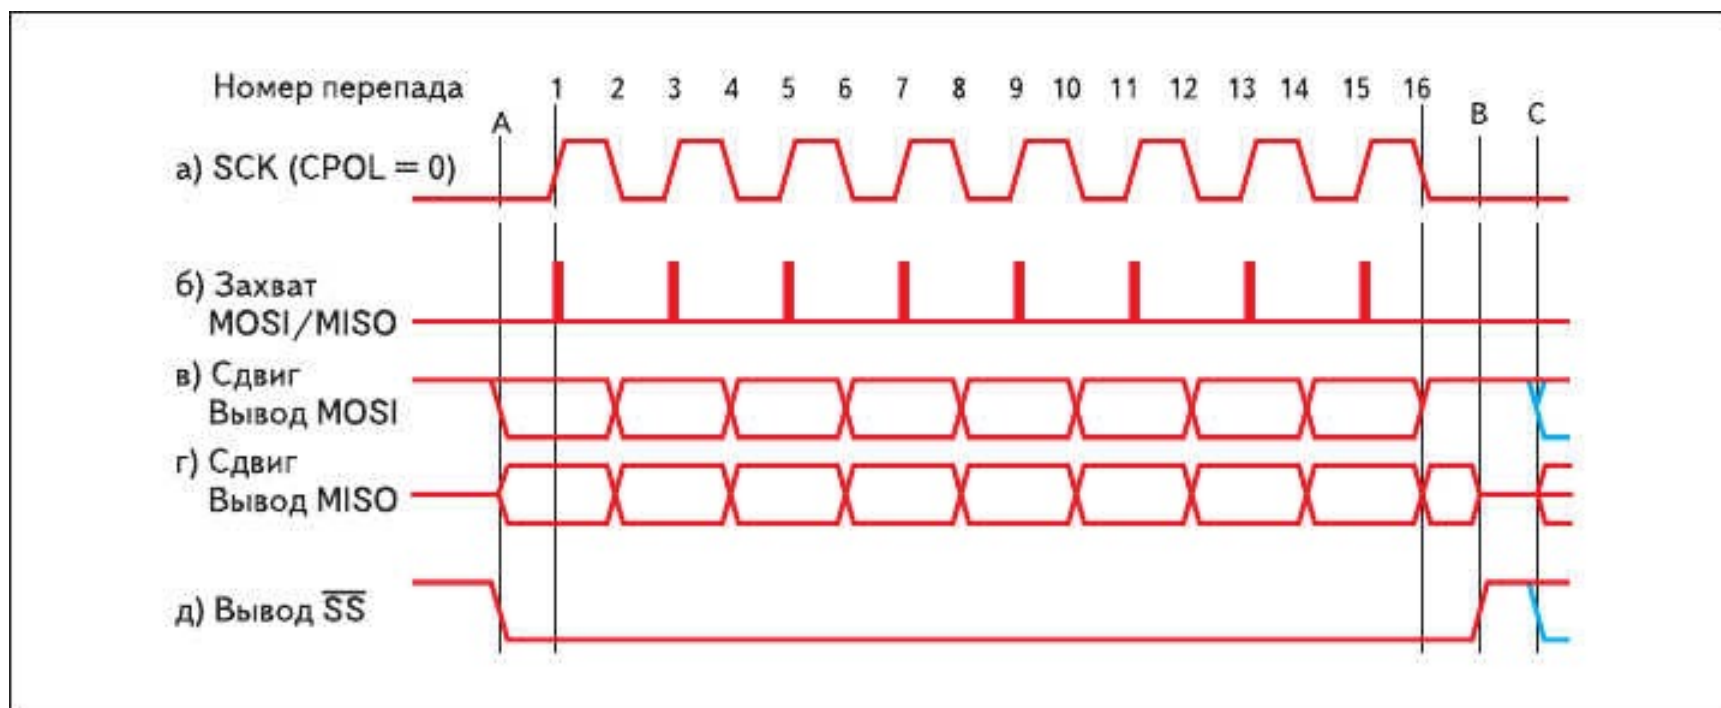 Номер перепада 1 2 3 4 5 6 7 8 9 10 11 12 13 14 15 16
A B C
а) SCK (CPOL = 0)
б) Захват
MOSI/MISO
в) Сдвиг
Вывод MOSI
г) Сдвиг
Вывод MISO
д) Вывод S̅S̅